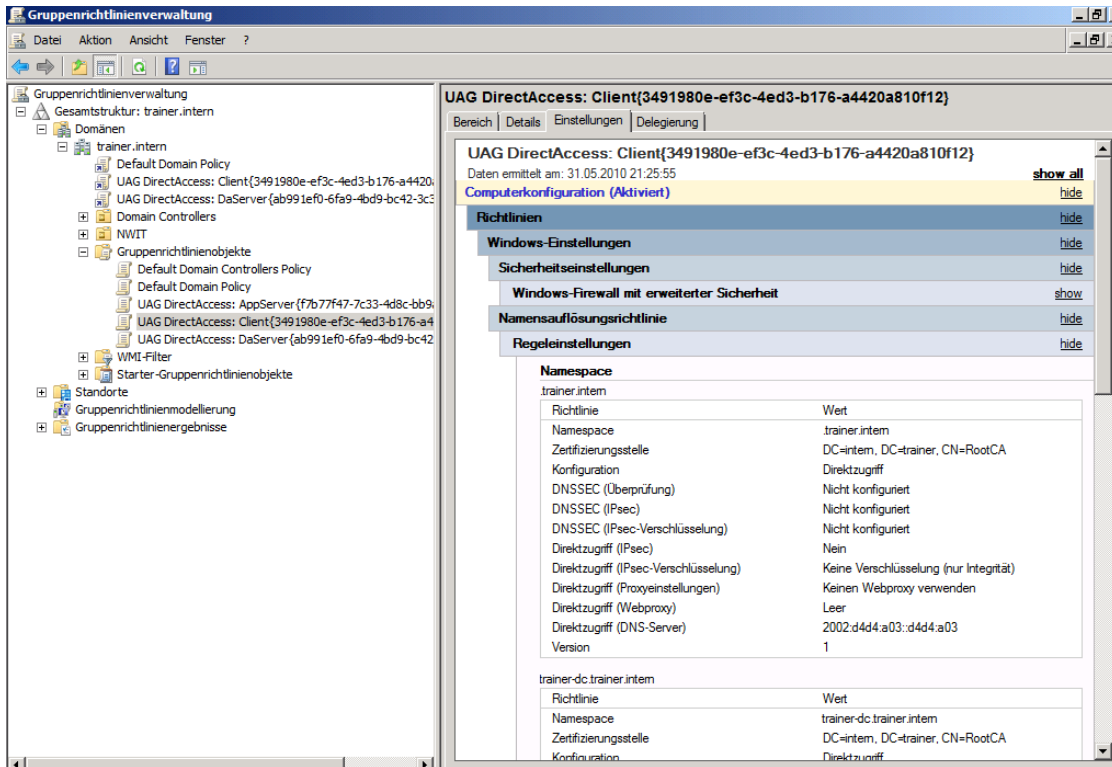 Gruppenrichtlinienverwaltung
Datei Aktion Ansicht Fenster ?
Gruppenrichtlinienverwaltung
Gesamtstruktur: trainer.intern
Domänen
trainer.intern
Default Domain Policy
UAG DirectAccess: Client{3491980e-ef3c-4ed3-b176-a4420
UAG DirectAccess: DaServer{ab991ef0-6fa9-4bd9-bc42-3c3
Domain Controllers
NWIT
Gruppenrichtlinienobjekte
Default Domain Controllers Policy
Default Domain Policy
UAG DirectAccess: AppServer{f7b77f47-7c33-4d8c-bb9
UAG DirectAccess: Client{3491980e-ef3c-4ed3-b176-a4
UAG DirectAccess: DaServer{ab991ef0-6fa9-4bd9-bc42
WMI-Filter
Starter-Gruppenrichtlinienobjekte
Standorte
Gruppenrichtlinienmodellierung
Gruppenrichtlinienergebnisse
UAG DirectAccess: Client{3491980e-ef3c-4ed3-b176-a4420a810f12}
Bereich Details Einstellungen Delegierung
UAG DirectAccess: Client{3491980e-ef3c-4ed3-b176-a4420a810f12}
Daten ermittelt am: 31.05.2010 21:25:55 show all
Computerkonfiguration (Aktiviert) hide
Richtlinien hide
Windows-Einstellungen hide
Sicherheitseinstellungen hide
Windows-Firewall mit erweiterter Sicherheit show
Namensauflösungsrichtlinie hide
Regeleinstellungen hide
Namespace
.trainer.intern
Richtlinie Wert
Namespace .trainer.intern
Zertifizierungsstelle DC=intern, DC=trainer, CN=RootCA
Konfiguration Direktzugriff
DNSSEC (Überprüfung) Nicht konfiguriert
DNSSEC (IPsec) Nicht konfiguriert
DNSSEC (IPsec-Verschlüsselung) Nicht konfiguriert
Direktzugriff (IPsec) Nein
Direktzugriff (IPsec-Verschlüsselung) Keine Verschlüsselung (nur Integrität)
Direktzugriff (Proxyeinstellungen) Keinen Webproxy verwenden
Direktzugriff (Webproxy) Leer
Direktzugriff (DNS-Server) 2002:d4d4:a03::d4d4:a03
Version 1
trainer-dc.trainer.intern
Richtlinie Wert
Namespace trainer-dc.trainer.intern
Zertifizierungsstelle DC=intern, DC=trainer, CN=RootCA
Konfiguration Direktzugriff